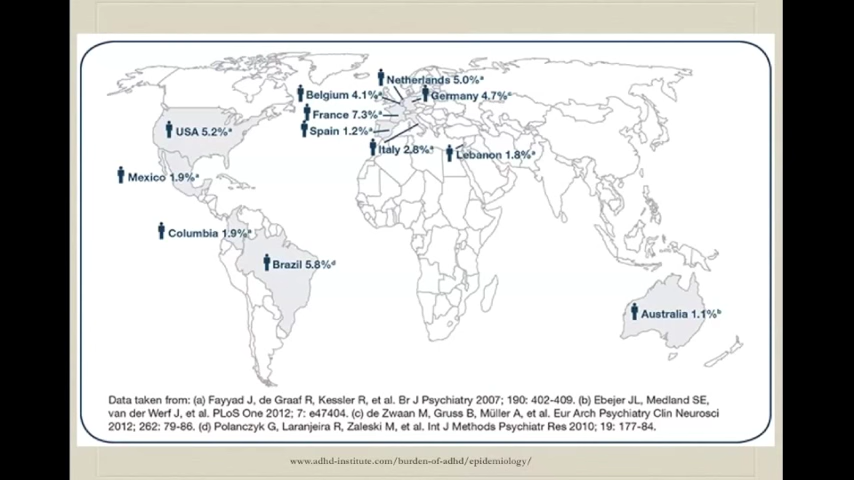 Netherlands 5.0%ᵃ
Belgium 4.1%ᵃ
Germany 4.7%ᶜ
France 7.3%ᵃ
USA 5.2%ᵃ
Spain 1.2%ᵃ
Italy 2.8%ᵃ
Lebanon 1.8%ᵃ
Mexico 1.9%ᵃ
Columbia 1.9%ᵃ
Brazil 5.8%ᵈ
Australia 1.1%ᵇ
Data taken from: (a) Fayyad J, de Graaf R, Kessler R, et al. Br J Psychiatry 2007; 190: 402-409. (b) Ebejer JL, Medland SE,
van der Werf J, et al. PLoS One 2012; 7: e47404. (c) de Zwaan M, Gruss B, Müller A, et al. Eur Arch Psychiatry Clin Neurosci
2012; 262: 79-86. (d) Polanczyk G, Laranjeira R, Zaleski M, et al. Int J Methods Psychiatr Res 2010; 19: 177-84.
www.adhd-institute.com/burden-of-adhd/epidemiology/